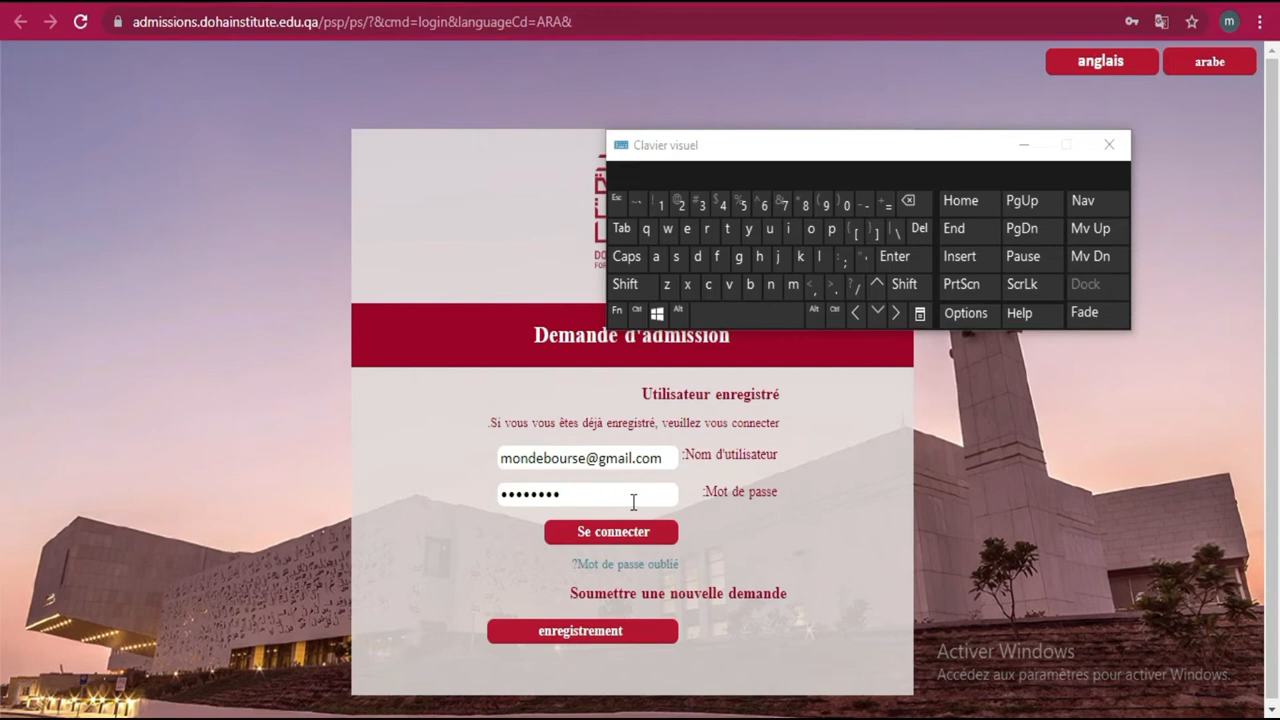 admissions.dohainstitute.edu.qa/psp/ps/?&cmd=login&languageCd=ARA&
m
anglais
arabe
Clavier visuel
Esc ~` !1 @2 #3 $4 %5 ^6 &7 *8 (9 )0 _- += Home PgUp Nav
Tab q w e r t y u i o p {[ }] |\ Del End PgDn Mv Up
Caps a s d f g h j k l :; "' Enter Insert Pause Mv Dn
Shift z x c v b n m <, >. ?/ Shift PrtScn ScrLk Dock
Fn Ctrl Alt Alt Ctrl Options Help Fade
Demande d'admission
Utilisateur enregistré
.Si vous vous êtes déjà enregistré, veuillez vous connecter
mondebourse@gmail.com :Nom d'utilisateur
:Mot de passe
Se connecter
?Mot de passe oublié
Soumettre une nouvelle demande
enregistrement
Activer Windows
Accédez aux paramètres pour activer Windows.